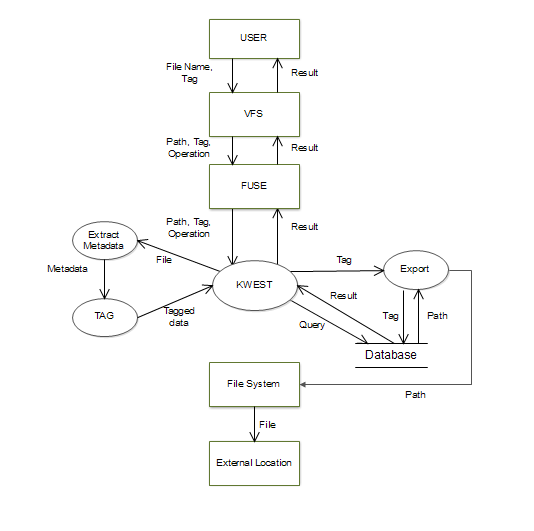 USER
File Name,
Tag
Result
VFS
Path, Tag,
Operation
Result
FUSE
Path, Tag,
Operation
Result
Extract
Metadata
File
Metadata
KWEST
Tag
Export
TAG
Tagged
data
Result
Query
Tag
Path
Database
File System
Path
File
External Location